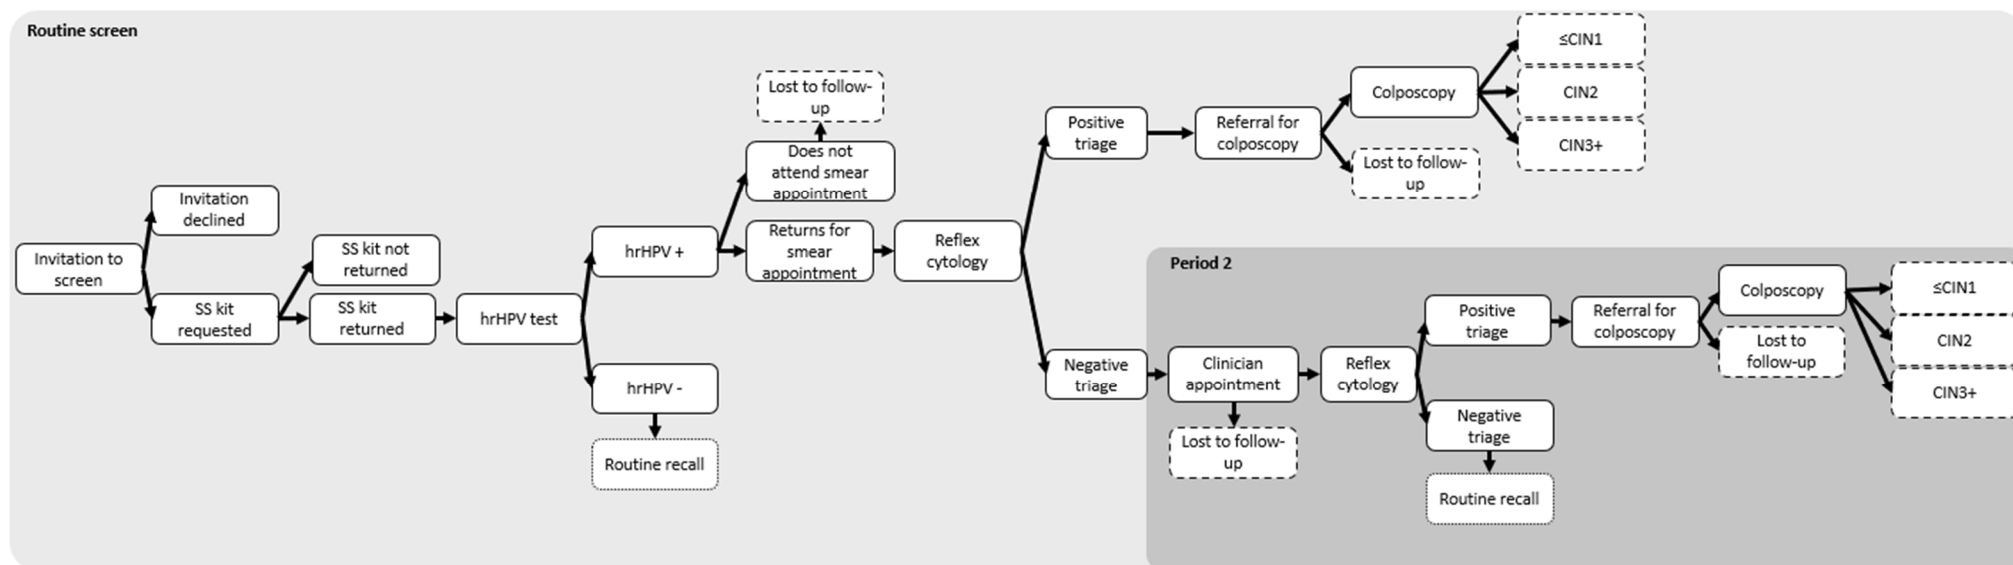 Routine screen
Invitation to
screen
Invitation
declined
SS kit
requested
SS kit not
returned
SS kit
returned
hrHPV test
hrHPV +
hrHPV -
Routine recall
Lost to follow-
up
Does not
attend smear
appointment
Returns for
smear
appointment
Reflex
cytology
Positive
triage
Referral for
colposcopy
Colposcopy
Lost to follow-
up
≤CIN1
CIN2
CIN3+
Negative
triage
Period 2
Clinician
appointment
Lost to follow-
up
Reflex
cytology
Positive
triage
Negative
triage
Routine recall
Referral for
colposcopy
Colposcopy
Lost to
follow-up
≤CIN1
CIN2
CIN3+